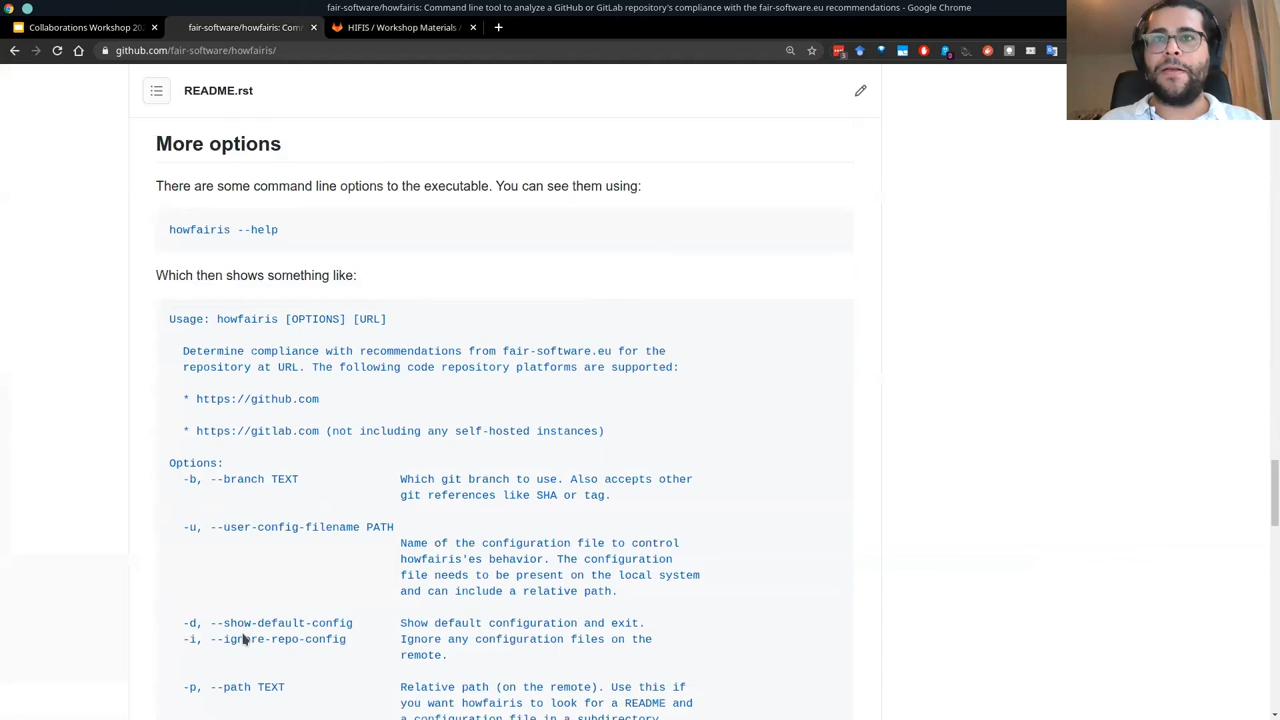 fair-software/howfairis: Command line tool to analyze a GitHub or GitLab repository's compliance with the fair-software.eu recommendations - Google Chrome
Collaborations Workshop 202
fair-software/howfairis: Com
HIFIS / Workshop Materials /
github.com/fair-software/howfairis/
README.rst
More options
There are some command line options to the executable. You can see them using:
howfairis --help
Which then shows something like:
Usage: howfairis [OPTIONS] [URL]
Determine compliance with recommendations from fair-software.eu for the
repository at URL. The following code repository platforms are supported:
* https://github.com
* https://gitlab.com (not including any self-hosted instances)
Options:
-b, --branch TEXT Which git branch to use. Also accepts other
git references like SHA or tag.
-u, --user-config-filename PATH
Name of the configuration file to control
howfairis'es behavior. The configuration
file needs to be present on the local system
and can include a relative path.
-d, --show-default-config Show default configuration and exit.
-i, --ignore-repo-config Ignore any configuration files on the
remote.
-p, --path TEXT Relative path (on the remote). Use this if
you want howfairis to look for a README and
a configuration file in a subdirectory.